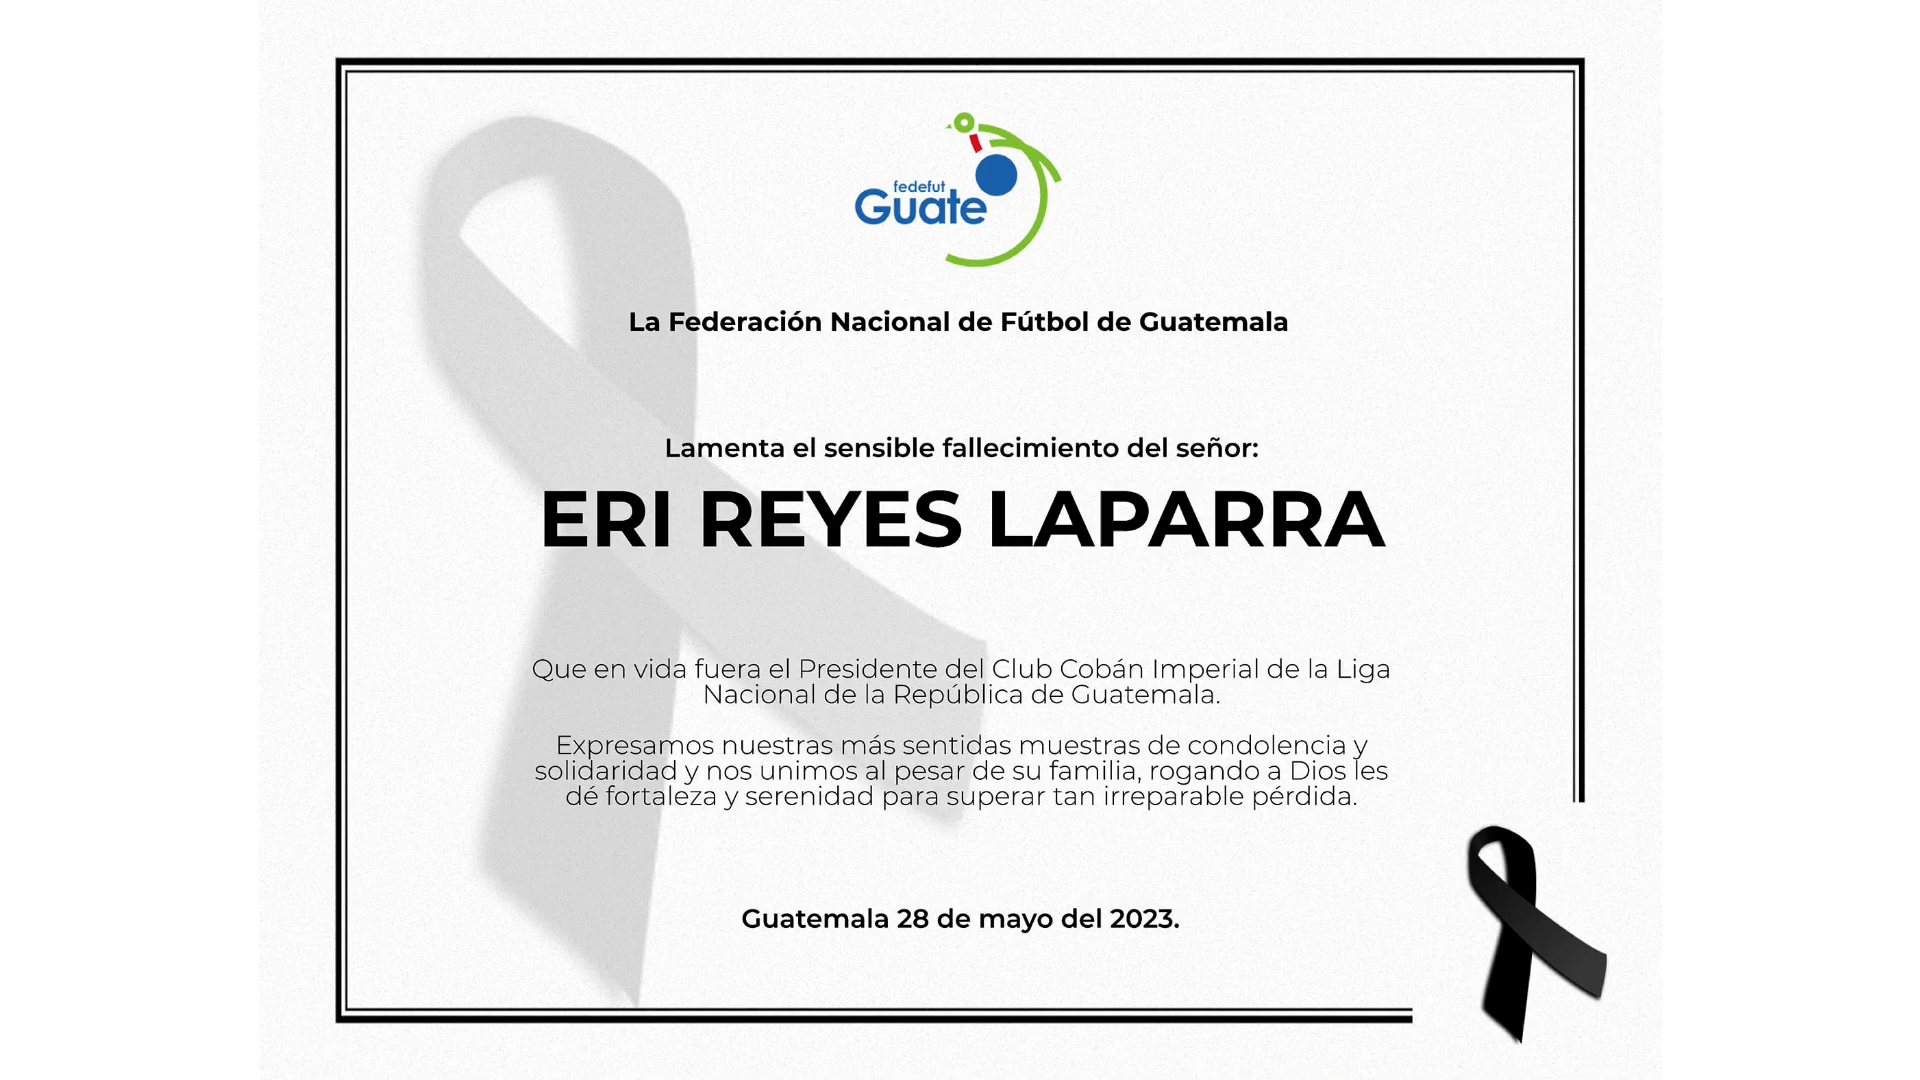 fedefut
Guate
La Federación Nacional de Fútbol de Guatemala
Lamenta el sensible fallecimiento del señor:
ERI REYES LAPARRA
Que en vida fuera el Presidente del Club Cobán Imperial de la Liga
Nacional de la República de Guatemala.
Expresamos nuestras más sentidas muestras de condolencia y
solidaridad y nos unimos al pesar de su familia, rogando a Dios les
dé fortaleza y serenidad para superar tan irreparable pérdida.
Guatemala 28 de mayo del 2023.